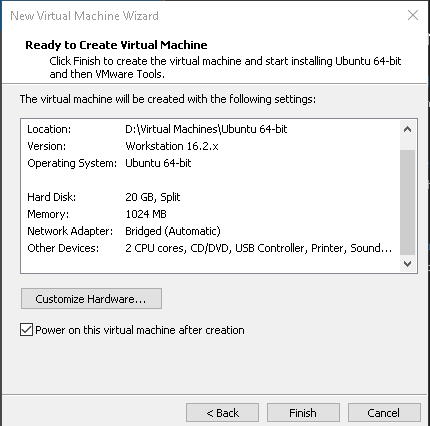 New Virtual Machine Wizard
Ready to Create Virtual Machine
Click Finish to create the virtual machine and start installing Ubuntu 64-bit
and then VMware Tools.
The virtual machine will be created with the following settings:
Location: D:\Virtual Machines\Ubuntu 64-bit
Version: Workstation 16.2.x
Operating System: Ubuntu 64-bit
Hard Disk: 20 GB, Split
Memory: 1024 MB
Network Adapter: Bridged (Automatic)
Other Devices: 2 CPU cores, CD/DVD, USB Controller, Printer, Sound...
Customize Hardware...
Power on this virtual machine after creation
< Back Finish Cancel